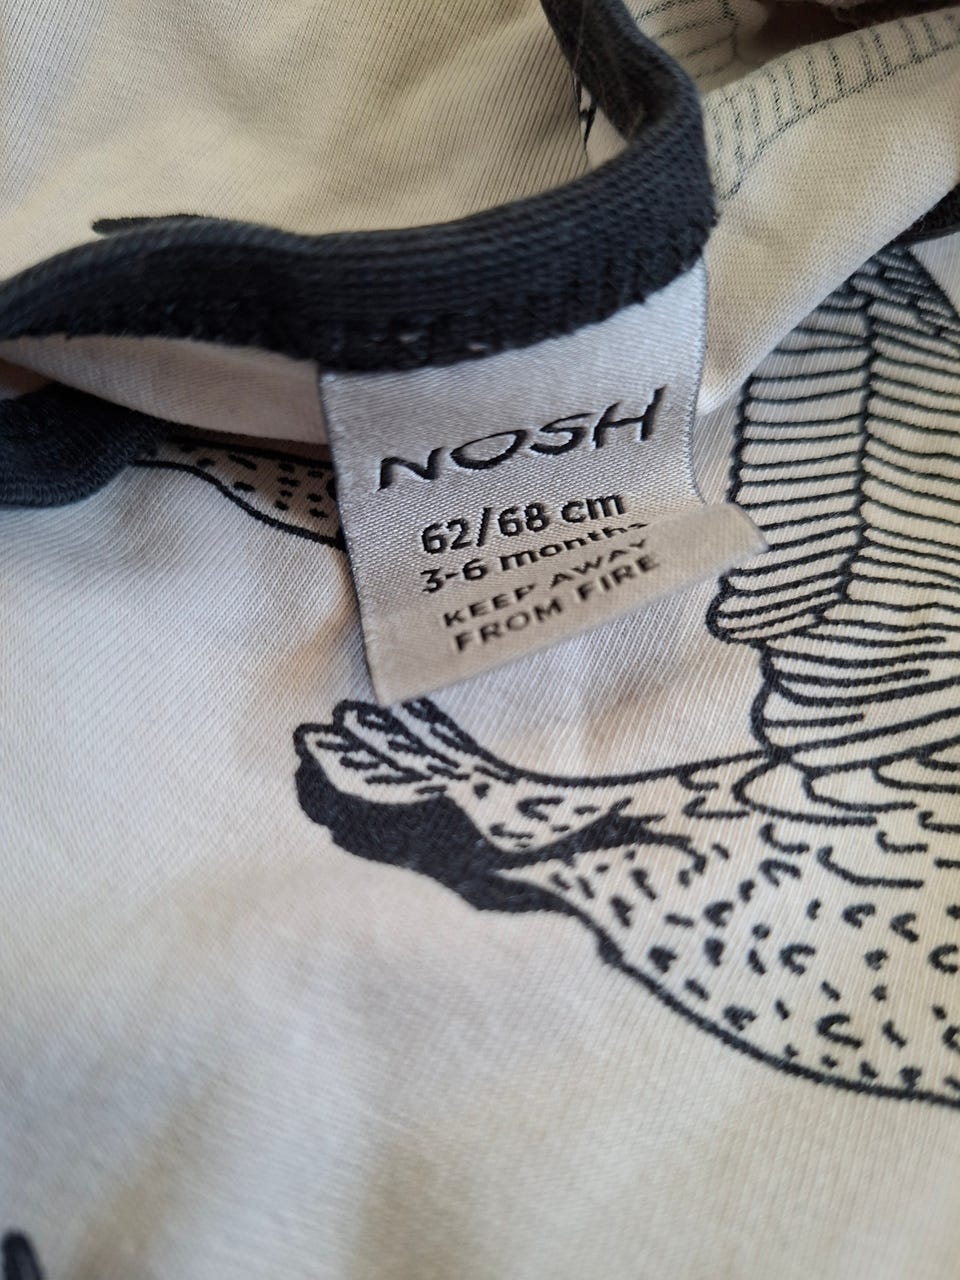 NOSH
62/68 cm
3-6 months
KEEP AWAY
FROM FIRE